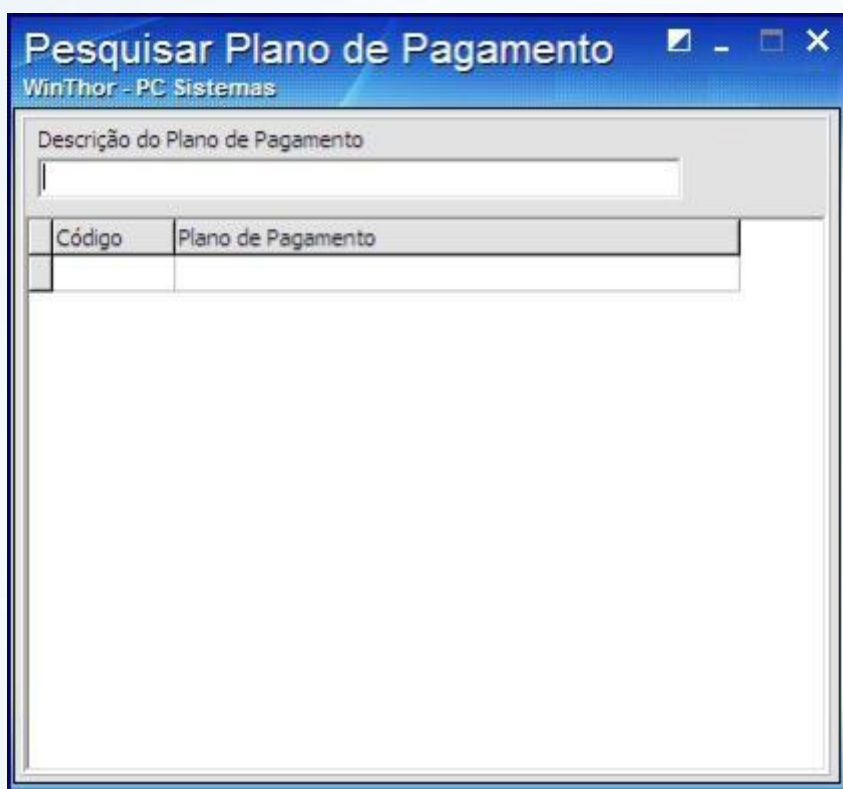 Pesquisar Plano de Pagamento
WinThor - PC Sistemas
Descrição do Plano de Pagamento
Código Plano de Pagamento